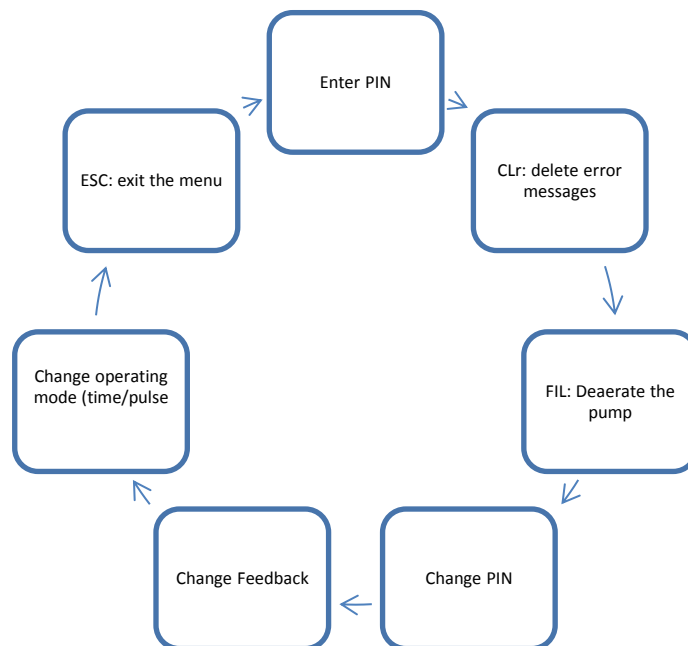 Enter PIN
CLr: delete error
messages
FIL: Deaerate the
pump
Change PIN
Change Feedback
Change operating
mode (time/pulse
ESC: exit the menu